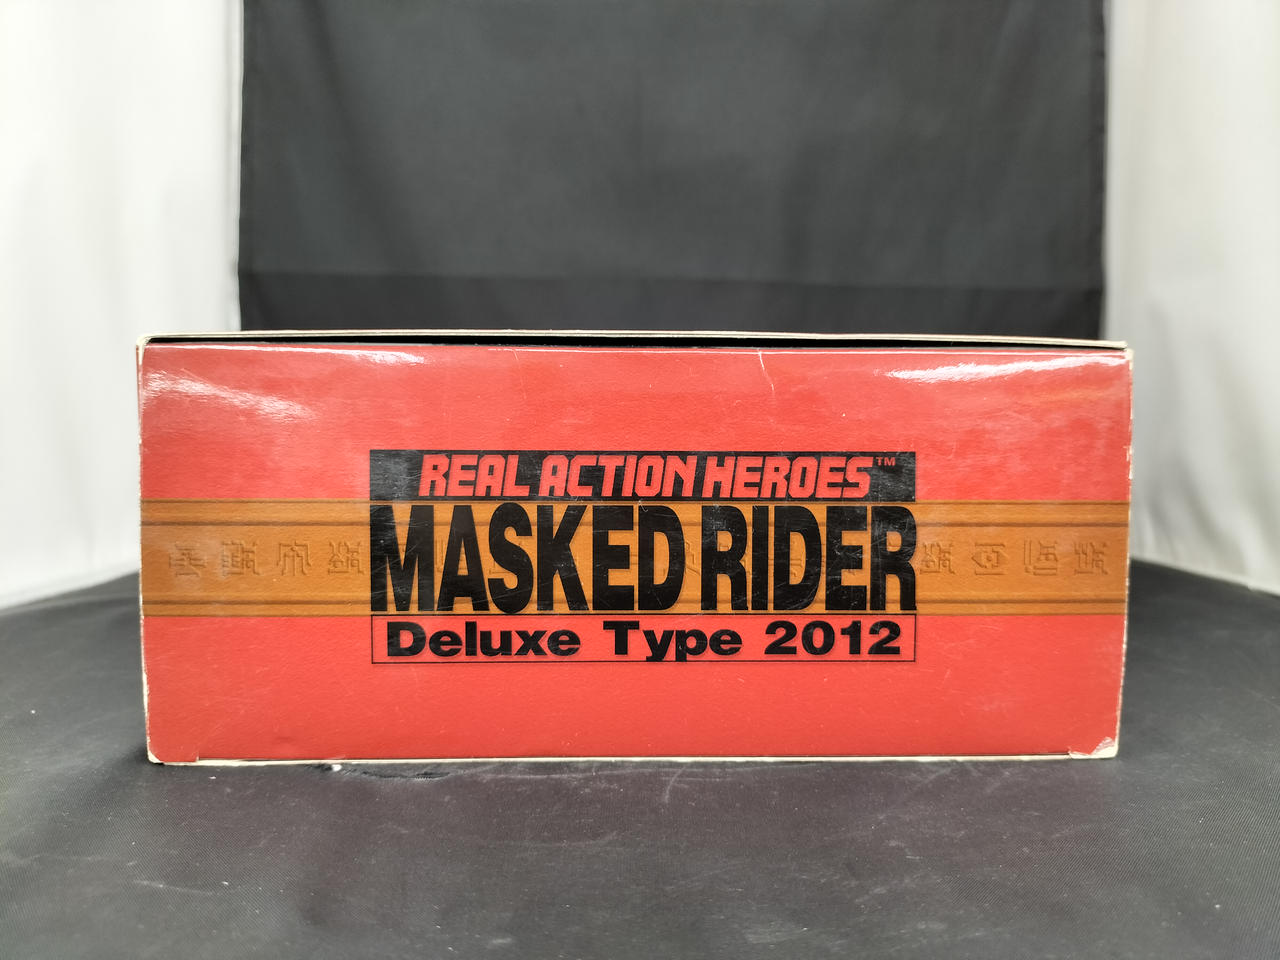 REAL ACTION HEROES™
MASKED RIDER
Deluxe Type 2012